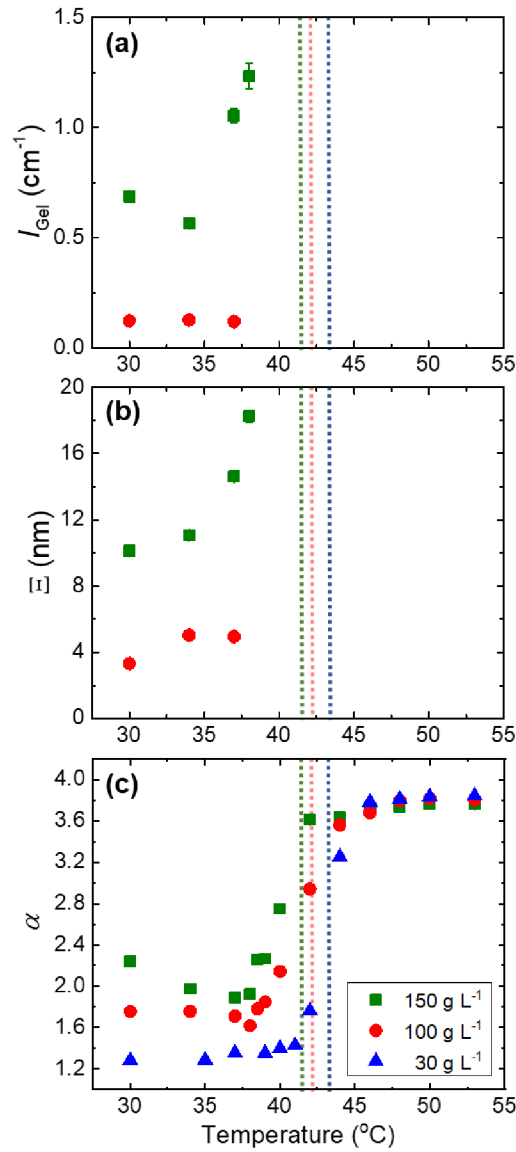 (a)
1.5
1.0
0.5
0.0
I_Gel (cm⁻¹)
30 35 40 45 50 55
(b)
20
16
12
8
4
0
Ξ (nm)
30 35 40 45 50 55
(c)
4.0
3.6
3.2
2.8
2.4
2.0
1.6
1.2
α
150 g L⁻¹
100 g L⁻¹
30 g L⁻¹
30 35 40 45 50 55
Temperature (°C)